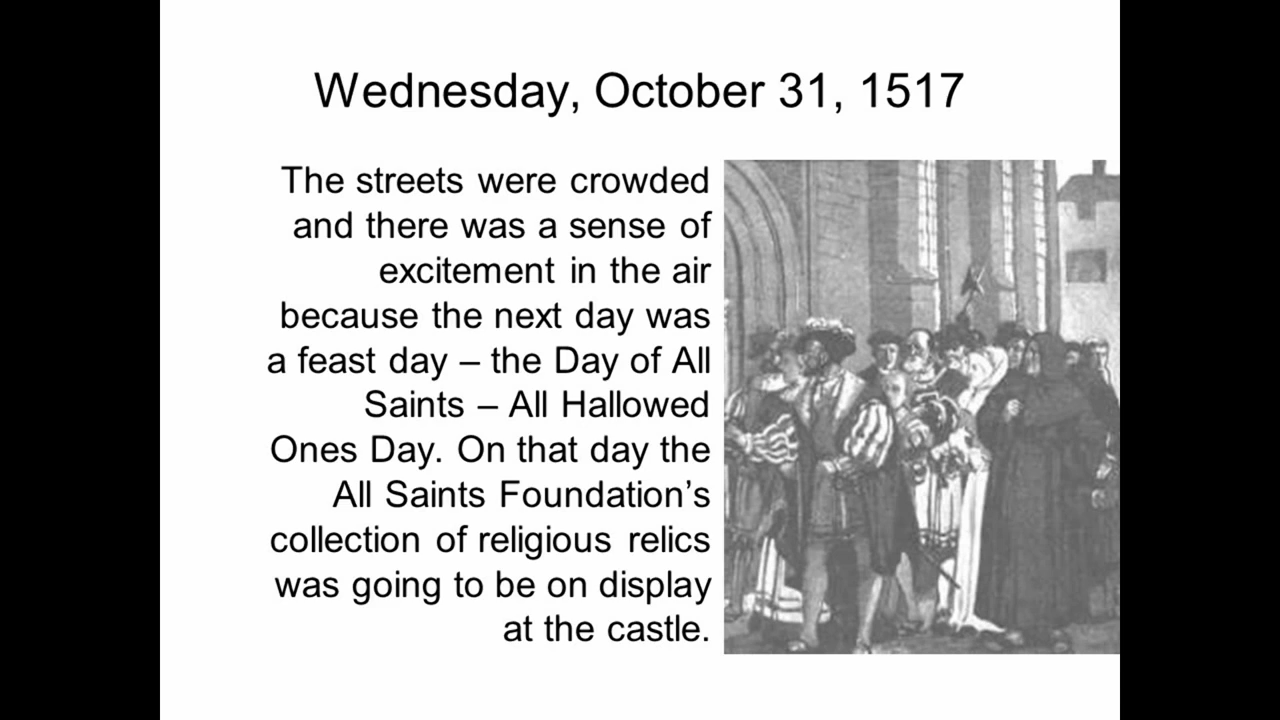 Wednesday, October 31, 1517
The streets were crowded
and there was a sense of
excitement in the air
because the next day was
a feast day – the Day of All
Saints – All Hallowed
Ones Day. On that day the
All Saints Foundation’s
collection of religious relics
was going to be on display
at the castle.